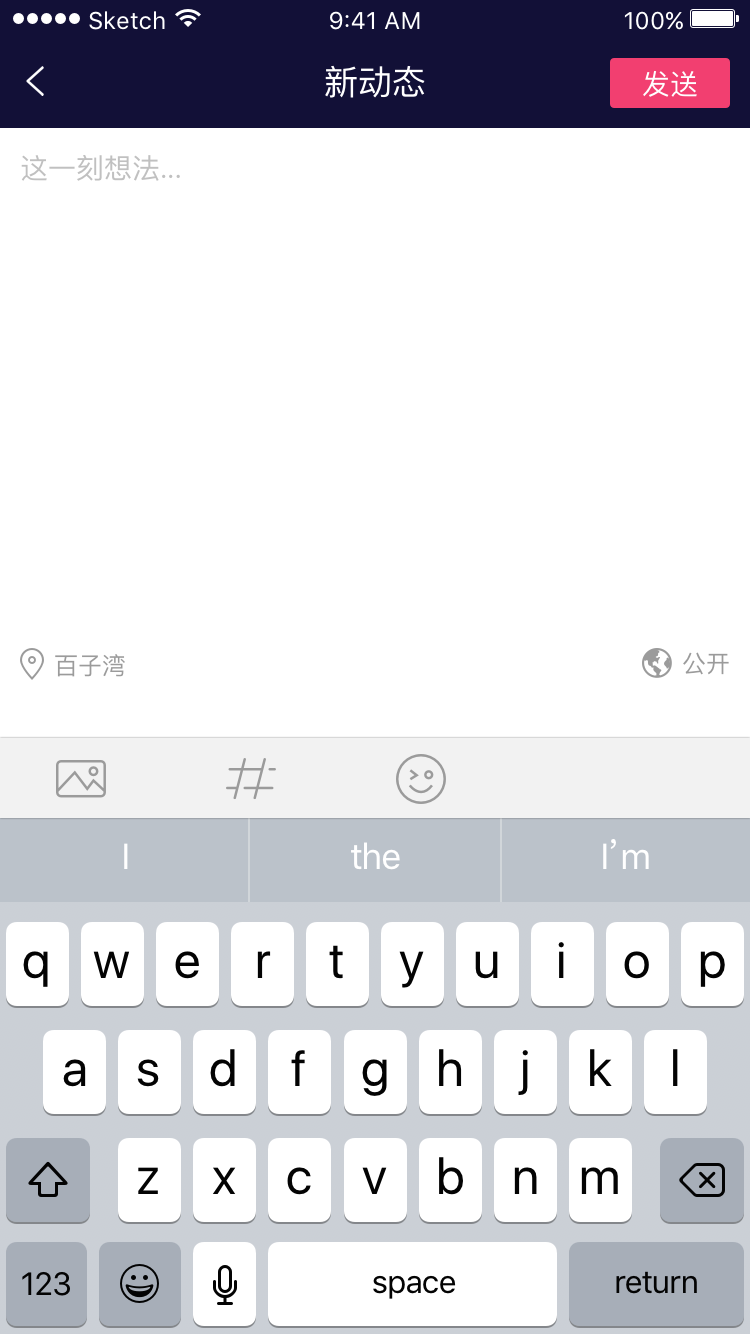 Sketch 9:41 AM 100%
新动态 发送
这一刻想法...
百子湾 公开
I the I’m
q w e r t y u i o p
a s d f g h j k l
z x c v b n m
123 space return